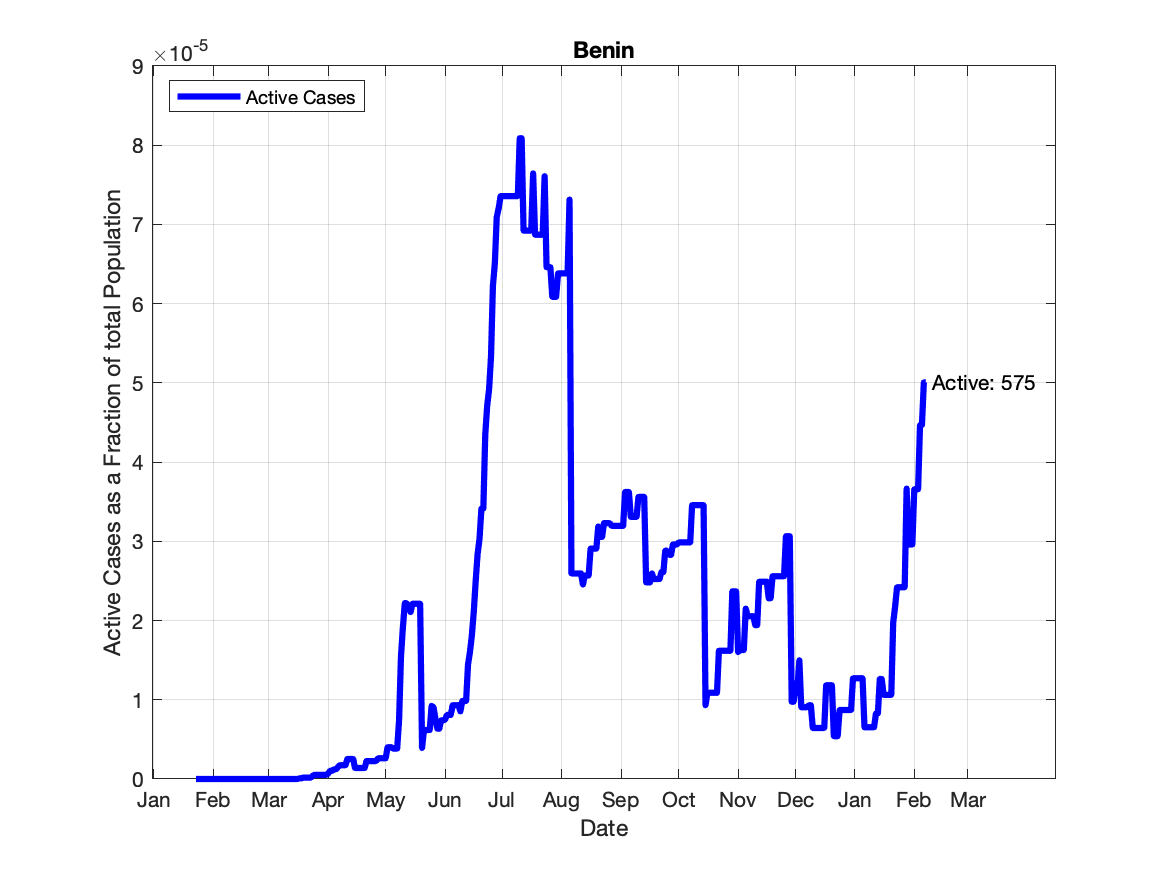 Benin
×10-5
Active Cases
Active Cases as a Fraction of total Population
9
8
7
6
5
4
3
2
1
0
Active: 575
Jan Feb Mar Apr May Jun Jul Aug Sep Oct Nov Dec Jan Feb Mar
Date